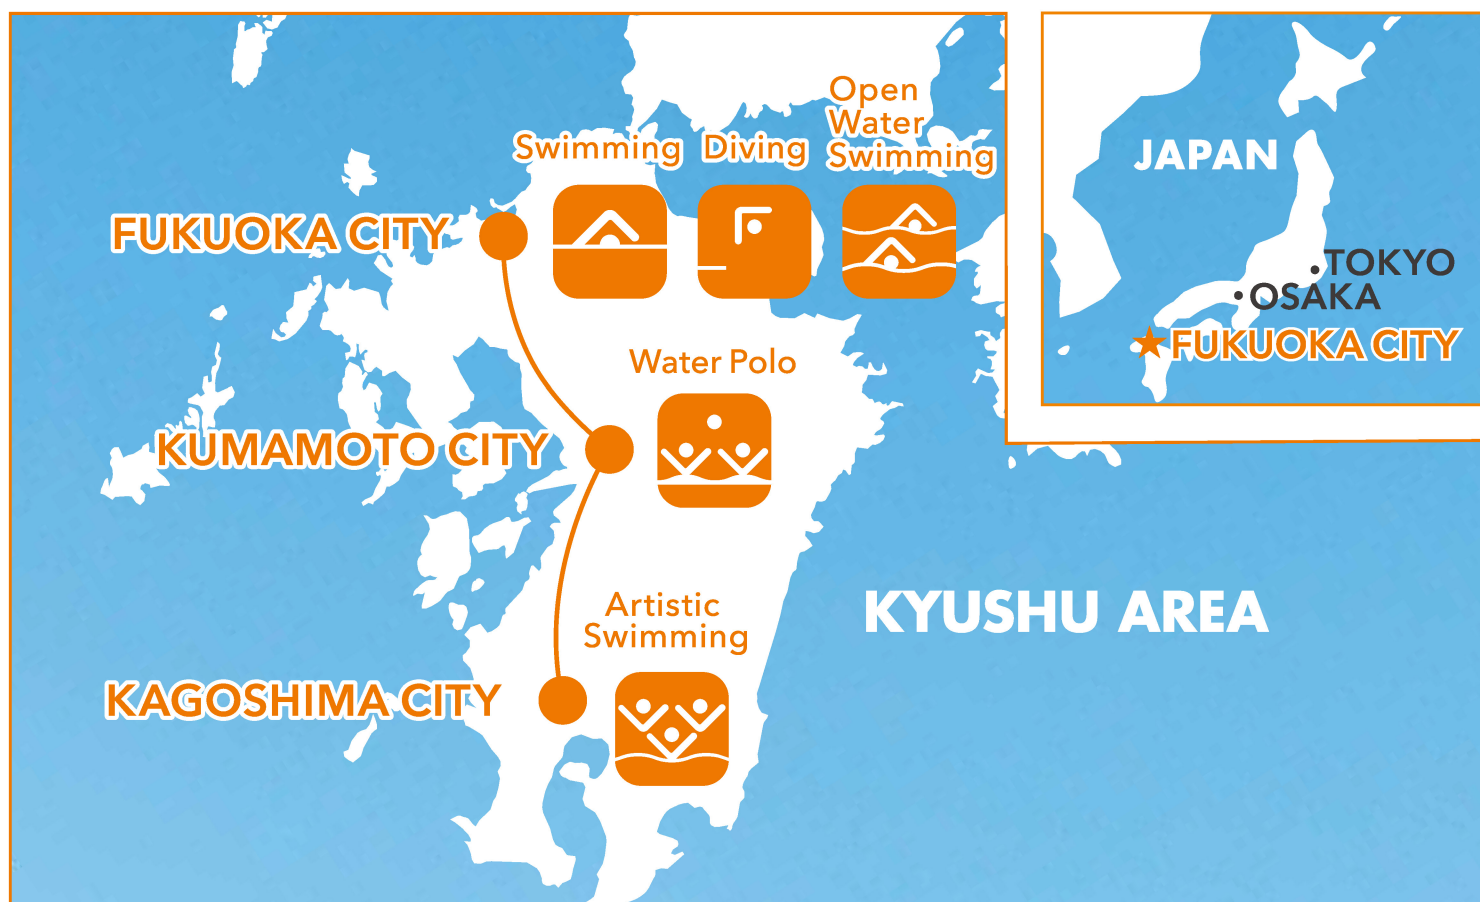 Open
Water
Swimming
Swimming
Diving
FUKUOKA CITY
Water Polo
KUMAMOTO CITY
Artistic
Swimming
KAGOSHIMA CITY
KYUSHU AREA
JAPAN
TOKYO
OSAKA
FUKUOKA CITY